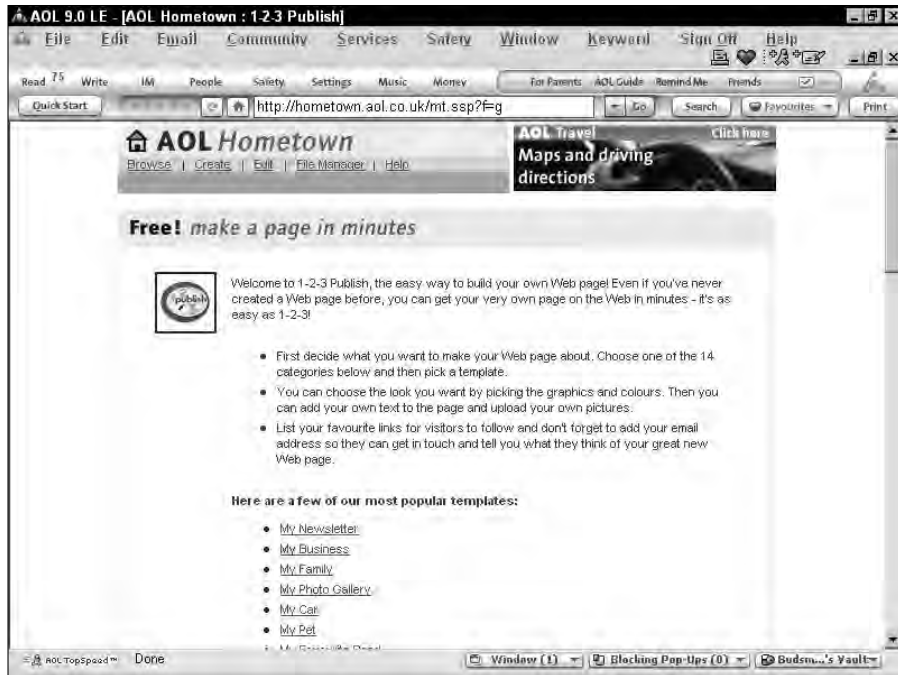 AOL 9.0 LE - [AOL Hometown : 1-2-3 Publish]
File Edit Email Community Services Safety Window Keyword Sign Off Help
Read 75 Write IM People Safety Settings Music Money For Parents AOL Guide Remind Me Friends
Quick Start http://hometown.aol.co.uk/mt.ssp?f=g Go Search Favourites Print
AOL Hometown
Browse | Create | Edit | File Manager | Help
AOL Travel Click here
Maps and driving
directions
Free! make a page in minutes
publish
Welcome to 1-2-3 Publish, the easy way to build your own Web page! Even if you've never
created a Web page before, you can get your very own page on the Web in minutes - it's as
easy as 1-2-3!
• First decide what you want to make your Web page about. Choose one of the 14
categories below and then pick a template.
• You can choose the look you want by picking the graphics and colours. Then you
can add your own text to the page and upload your own pictures.
• List your favourite links for visitors to follow and don't forget to add your email
address so they can get in touch and tell you what they think of your great new
Web page.
Here are a few of our most popular templates:
• My Newsletter
• My Business
• My Family
• My Photo Gallery
• My Car
• My Pet
AOL TopSpeed™ Done Window (1) Blocking Pop-Ups (0) Budsm...'s Vault